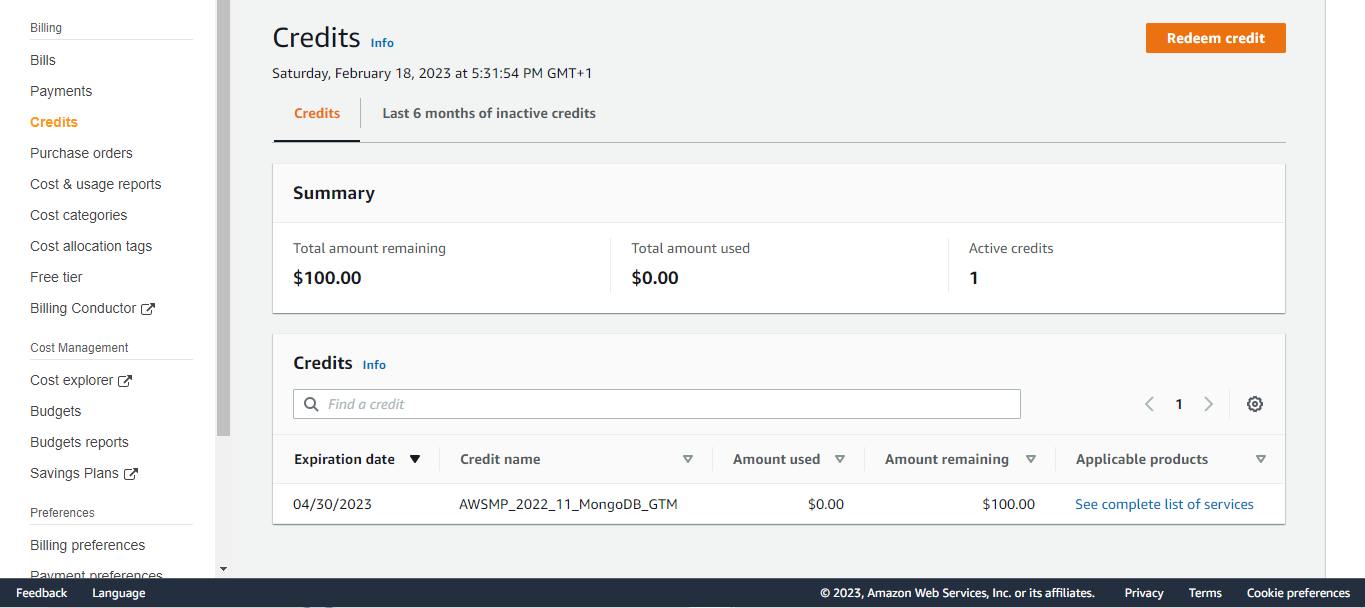 Billing
Bills
Payments
Credits
Purchase orders
Cost & usage reports
Cost categories
Cost allocation tags
Free tier
Billing Conductor
Cost Management
Cost explorer
Budgets
Budgets reports
Savings Plans
Preferences
Billing preferences
Payment preferences
Credits Info
Redeem credit
Saturday, February 18, 2023 at 5:31:54 PM GMT+1
Credits Last 6 months of inactive credits
Summary
Total amount remaining Total amount used Active credits
$100.00 $0.00 1
Credits Info
Find a credit 1
Expiration date Credit name Amount used Amount remaining Applicable products
04/30/2023 AWSMP_2022_11_MongoDB_GTM $0.00 $100.00 See complete list of services
Feedback Language © 2023, Amazon Web Services, Inc. or its affiliates. Privacy Terms Cookie preferences